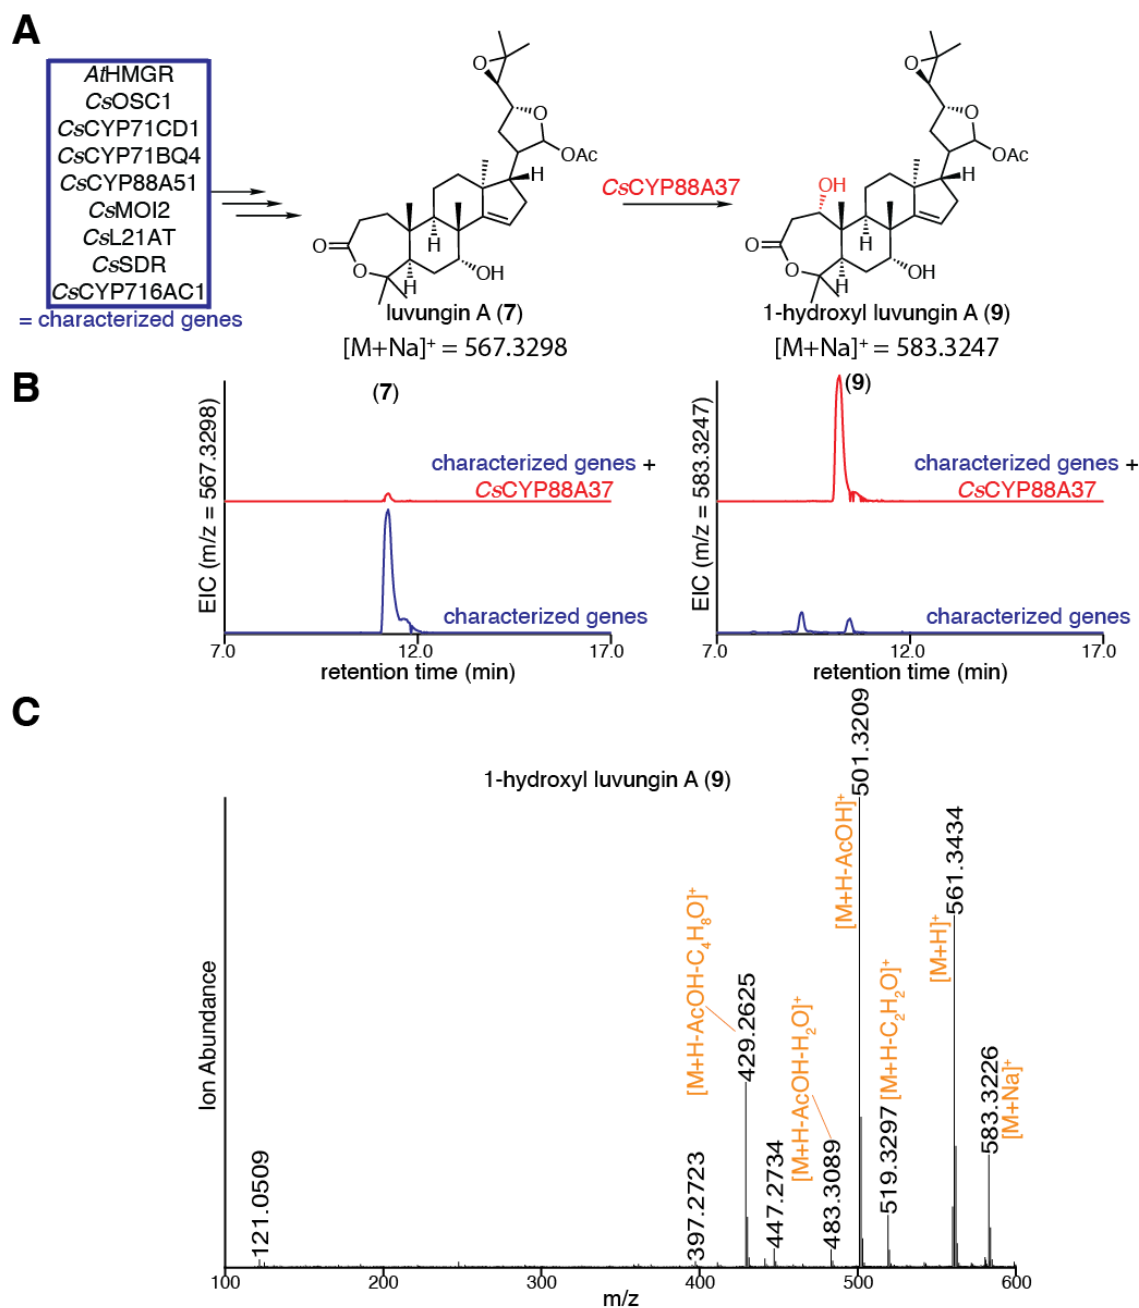 A
AtHMGR
CsOSC1
CsCYP71CD1
CsCYP71BQ4
CsCYP88A51
CsMOI2
CsL21AT
CsSDR
CsCYP716AC1
= characterized genes
O
O
OAc
H
H
H
OH
O
O
luvungin A (7)
[M+Na]⁺ = 567.3298
CsCYP88A37
O
O
OAc
H
OH
H
H
OH
O
O
1-hydroxyl luvungin A (9)
[M+Na]⁺ = 583.3247
B
EIC (m/z = 567.3298)
(7)
characterized genes +
CsCYP88A37
characterized genes
7.0
12.0
17.0
retention time (min)
EIC (m/z = 583.3247)
(9)
characterized genes +
CsCYP88A37
characterized genes
7.0
12.0
17.0
retention time (min)
C
1-hydroxyl luvungin A (9)
Ion Abundance
121.0509
397.2723
[M+H-AcOH-C₄H₈O]⁺
429.2625
447.2734
[M+H-AcOH-H₂O]⁺
483.3089
[M+H-AcOH]⁺
501.3209
519.3297 [M+H-C₂H₂O]⁺
[M+H]⁺
561.3434
583.3226
[M+Na]⁺
100
200
300
400
500
600
m/z